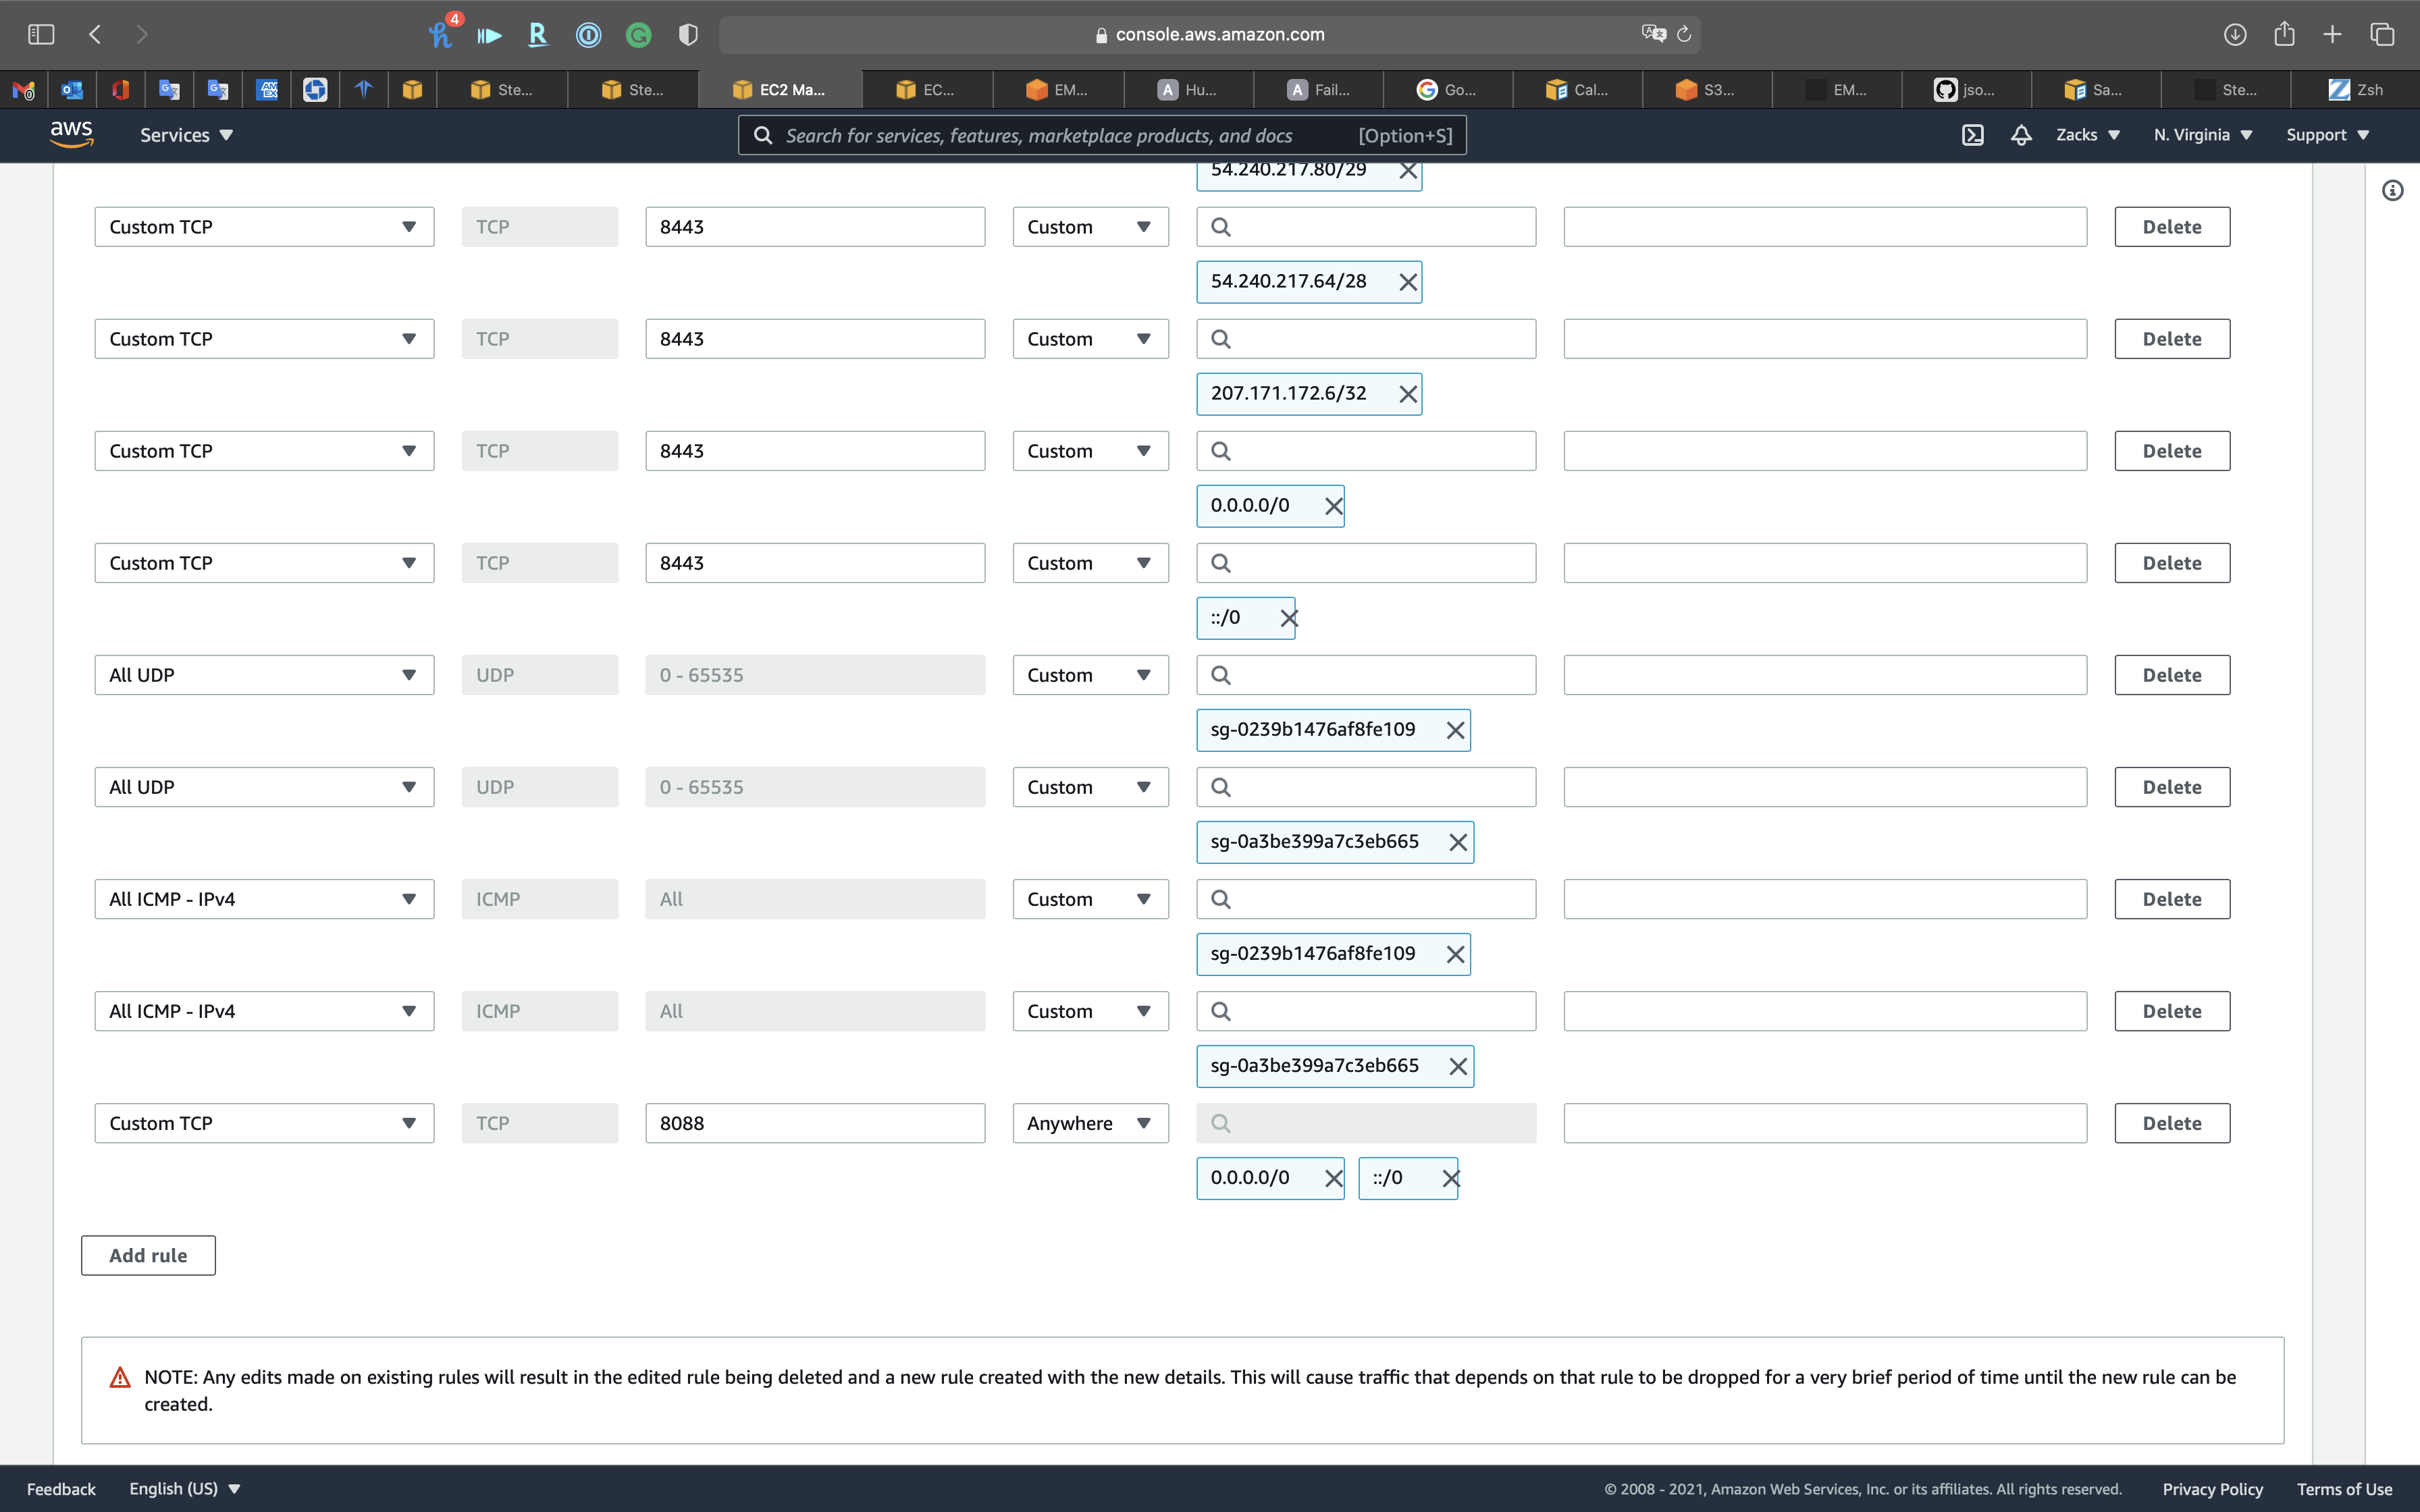 4
console.aws.amazon.com
Ste... Ste... EC2 Ma... EC... EM... Hu... Fail... Go... Cal... S3... EM... jso... Sa... Ste... Zsh
aws Services Search for services, features, marketplace products, and docs [Option+S] Zacks N. Virginia Support
54.240.217.80/29
Custom TCP TCP 8443 Custom Delete
54.240.217.64/28
Custom TCP TCP 8443 Custom Delete
207.171.172.6/32
Custom TCP TCP 8443 Custom Delete
0.0.0.0/0
Custom TCP TCP 8443 Custom Delete
::/0
All UDP UDP 0 - 65535 Custom Delete
sg-0239b1476af8fe109
All UDP UDP 0 - 65535 Custom Delete
sg-0a3be399a7c3eb665
All ICMP - IPv4 ICMP All Custom Delete
sg-0239b1476af8fe109
All ICMP - IPv4 ICMP All Custom Delete
sg-0a3be399a7c3eb665
Custom TCP TCP 8088 Anywhere Delete
0.0.0.0/0 ::/0
Add rule
NOTE: Any edits made on existing rules will result in the edited rule being deleted and a new rule created with the new details. This will cause traffic that depends on that rule to be dropped for a very brief period of time until the new rule can be
created.
Feedback English (US) © 2008 - 2021, Amazon Web Services, Inc. or its affiliates. All rights reserved. Privacy Policy Terms of Use